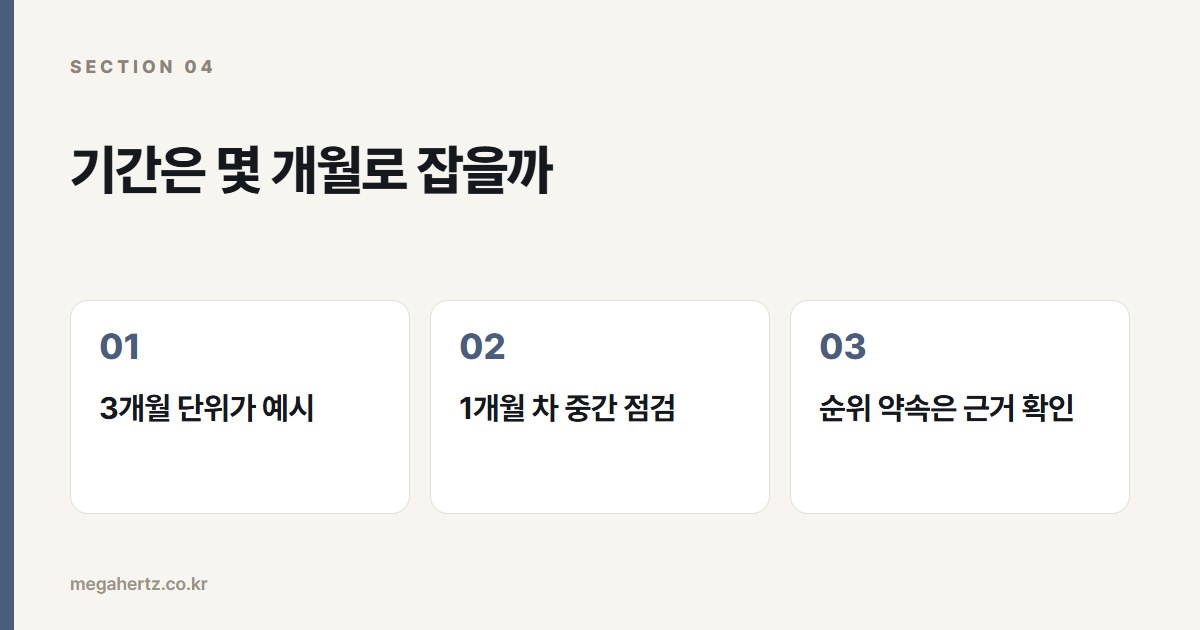 SECTION 04
기간은 몇 개월로 잡을까
01
3개월 단위가 예시
02
1개월 차 중간 점검
03
순위 약속은 근거 확인
megahertz.co.kr